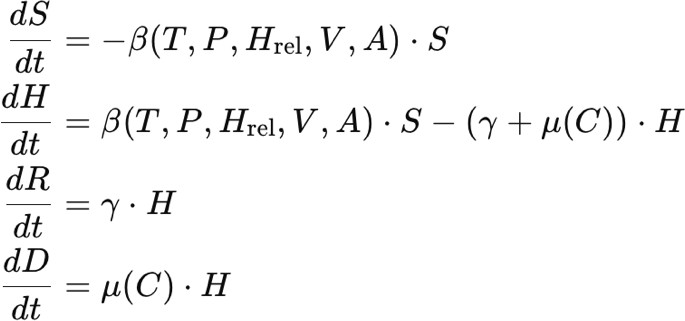 dS/dt = −β(T, P, H_rel, V, A) · S
dH/dt = β(T, P, H_rel, V, A) · S − (γ + μ(C)) · H
dR/dt = γ · H
dD/dt = μ(C) · H